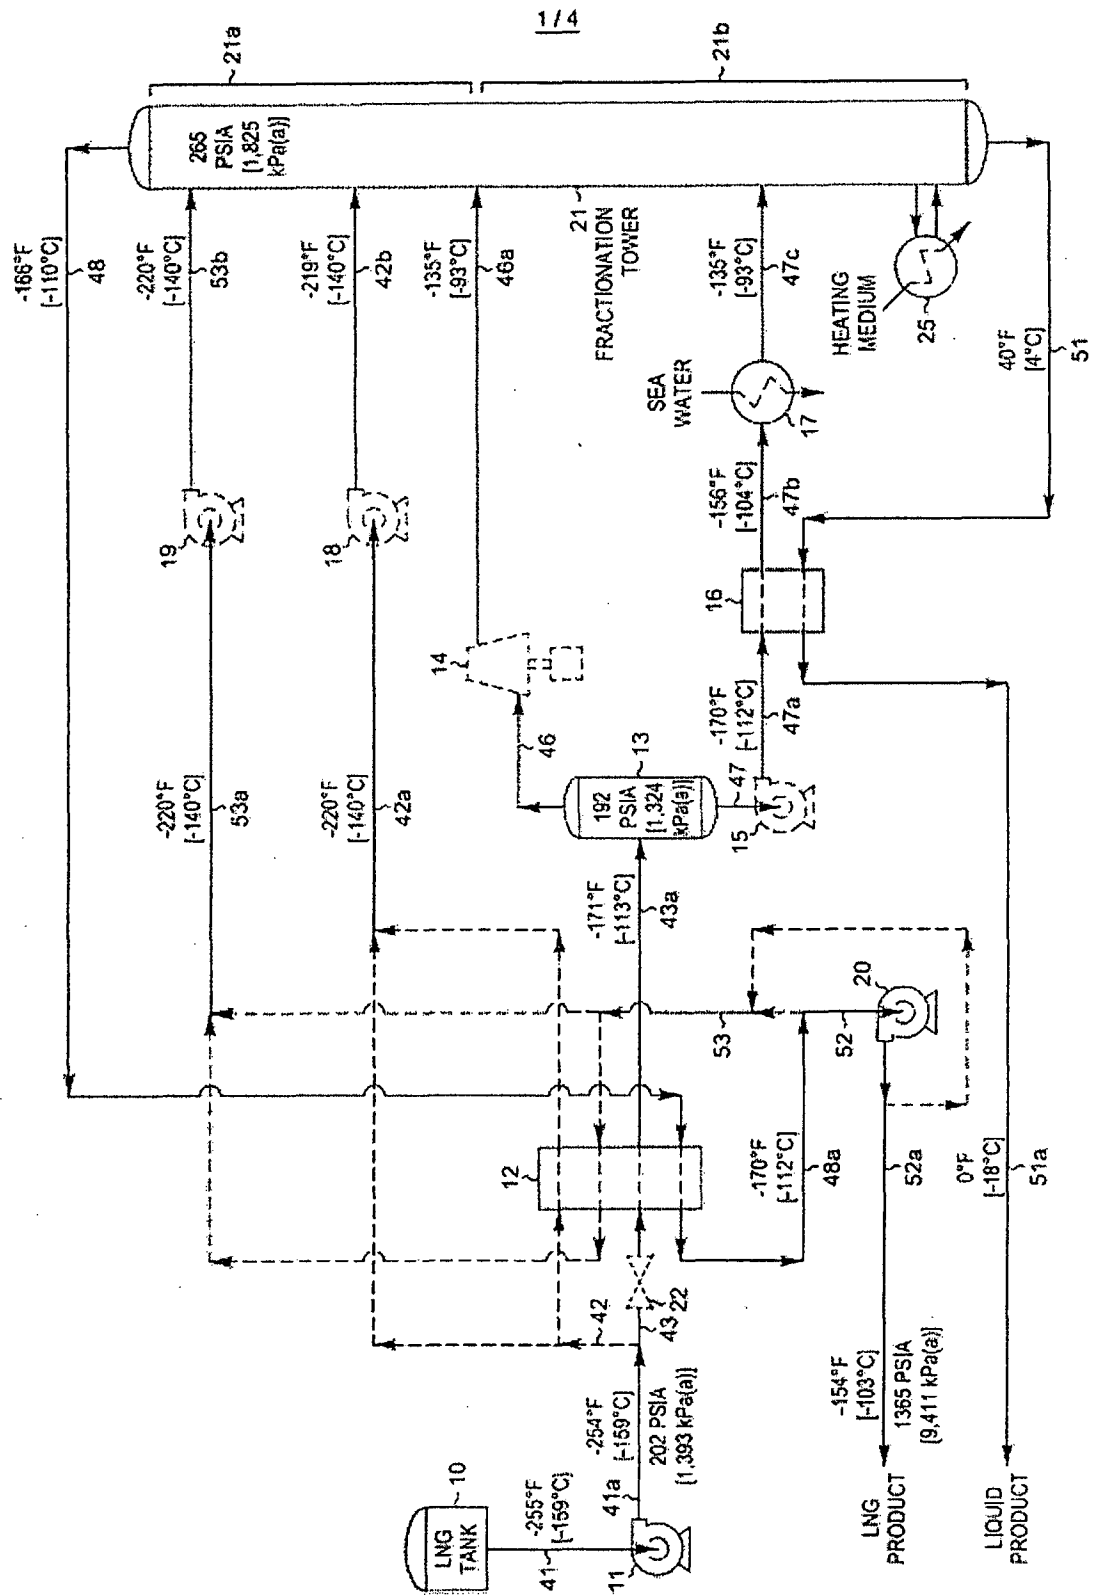 1 / 4
21a
21b
265
PSIA
[1,825
kPa(a)]
-166°F
[-110°C]
48
-220°F
[-140°C]
53b
-219°F
[-140°C]
42b
-135°F
[-93°C]
46a
21
FRACTIONATION
TOWER
-135°F
[-93°C]
47c
HEATING
MEDIUM
25
40°F
[4°C]
51
SEA
WATER
17
-156°F
[-104°C]
47b
19
18
14
16
46
-170°F
[-112°C]
47a
13
192
PSIA
[1,324
kPa(a)]
47
15
-220°F
[-140°C]
53a
-220°F
[-140°C]
42a
-171°F
[-113°C]
43a
20
53
52
12
-170°F
[-112°C]
48a
52a
0°F
[-18°C]
51a
22
42
43
-254°F
[-159°C]
202 PSIA
[1,393 kPa(a)]
41a
-154°F
[-103°C]
1365 PSIA
[9,411 kPa(a)]
10
LNG
TANK
-255°F
[-159°C]
41
11
LNG
PRODUCT
LIQUID
PRODUCT